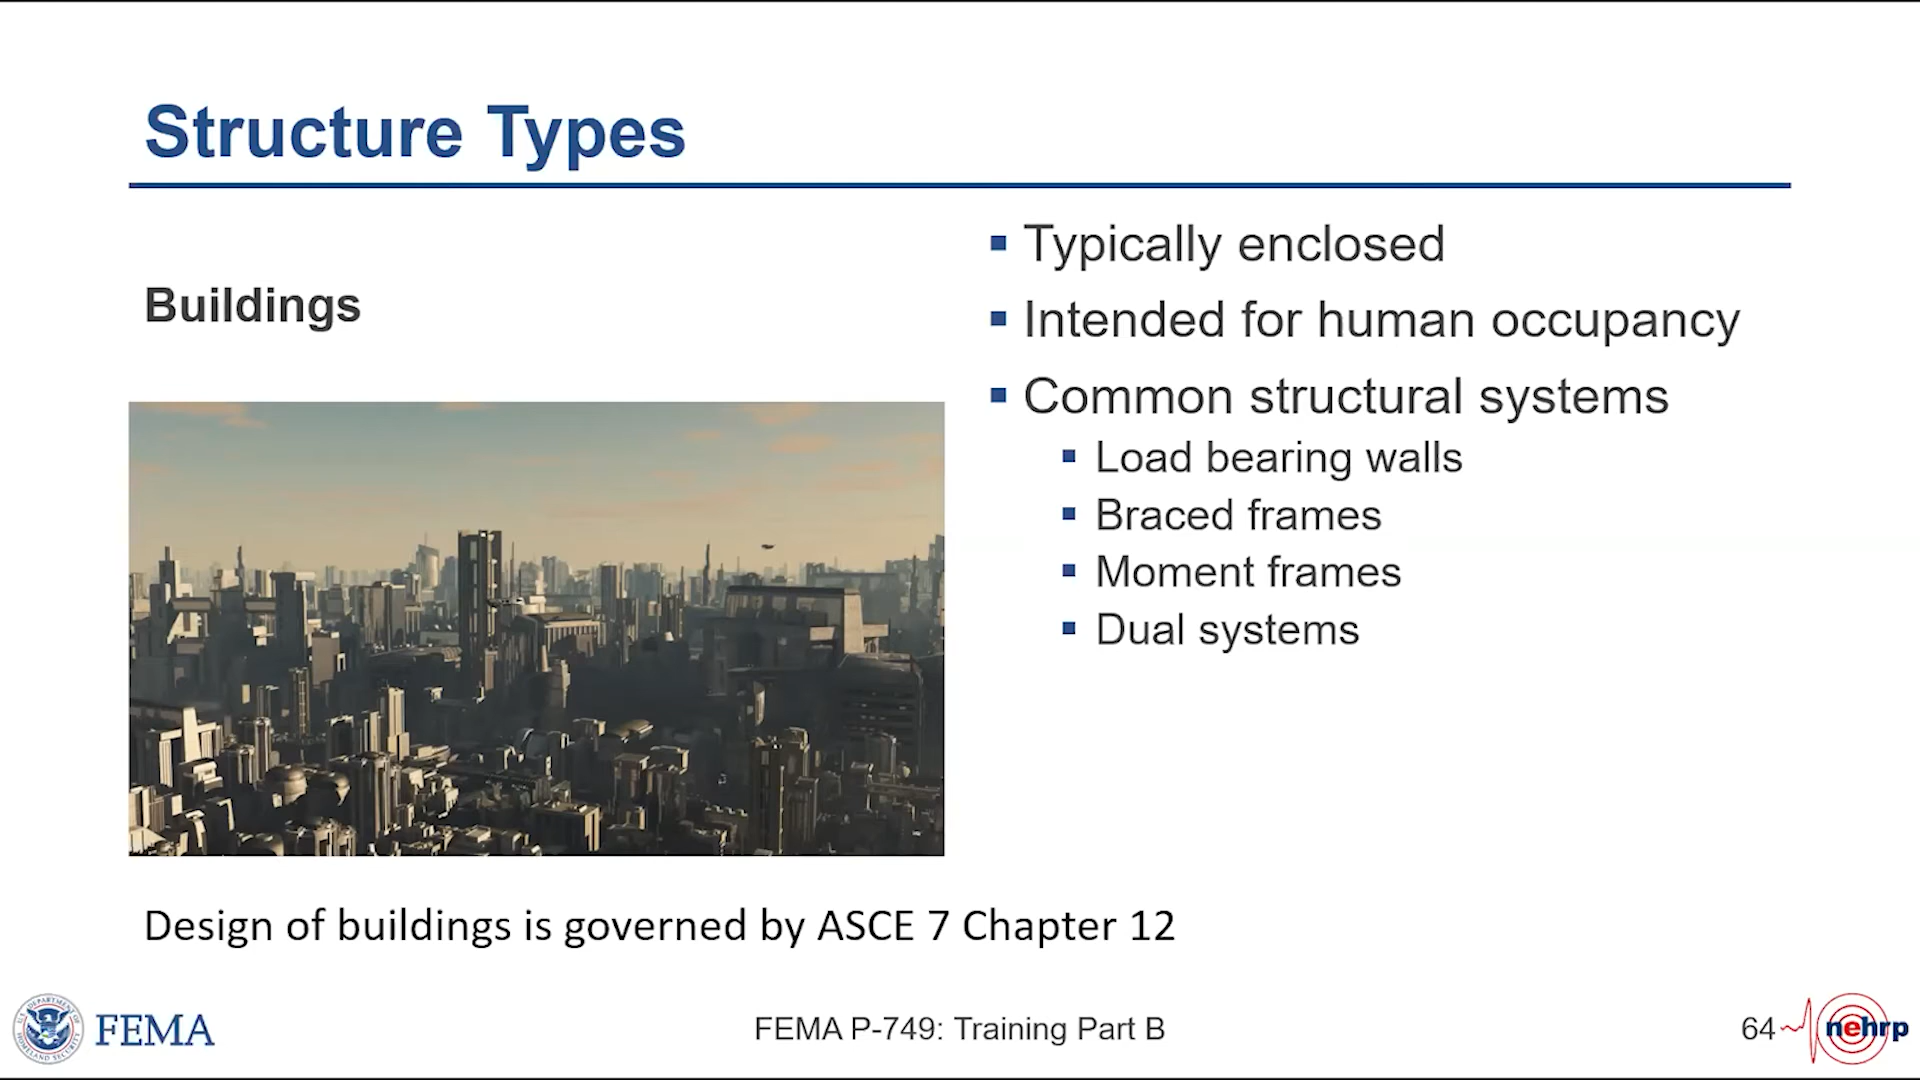 Structure Types
Buildings
Typically enclosed
Intended for human occupancy
Common structural systems
Load bearing walls
Braced frames
Moment frames
Dual systems
Design of buildings is governed by ASCE 7 Chapter 12
FEMA
FEMA P-749: Training Part B
64
nehrp